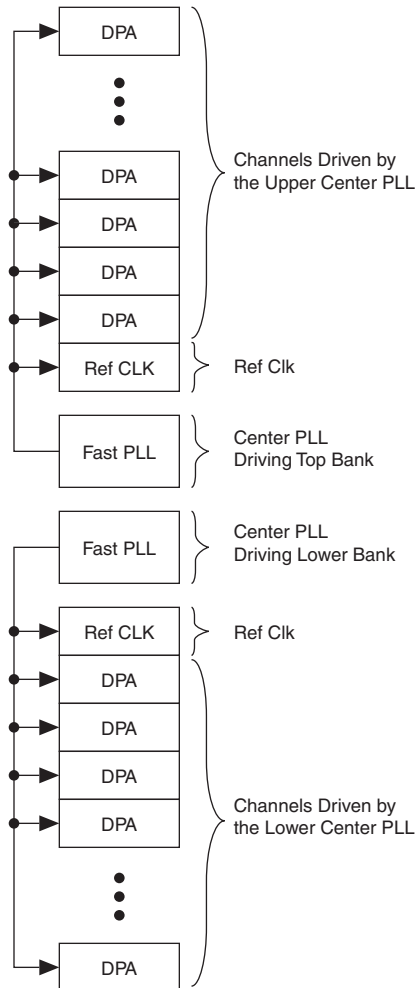 DPA
DPA
DPA
DPA
DPA
Channels Driven by
the Upper Center PLL
Ref CLK
Ref Clk
Fast PLL
Center PLL
Driving Top Bank
Fast PLL
Center PLL
Driving Lower Bank
Ref CLK
Ref Clk
DPA
DPA
DPA
DPA
Channels Driven by
the Lower Center PLL
DPA